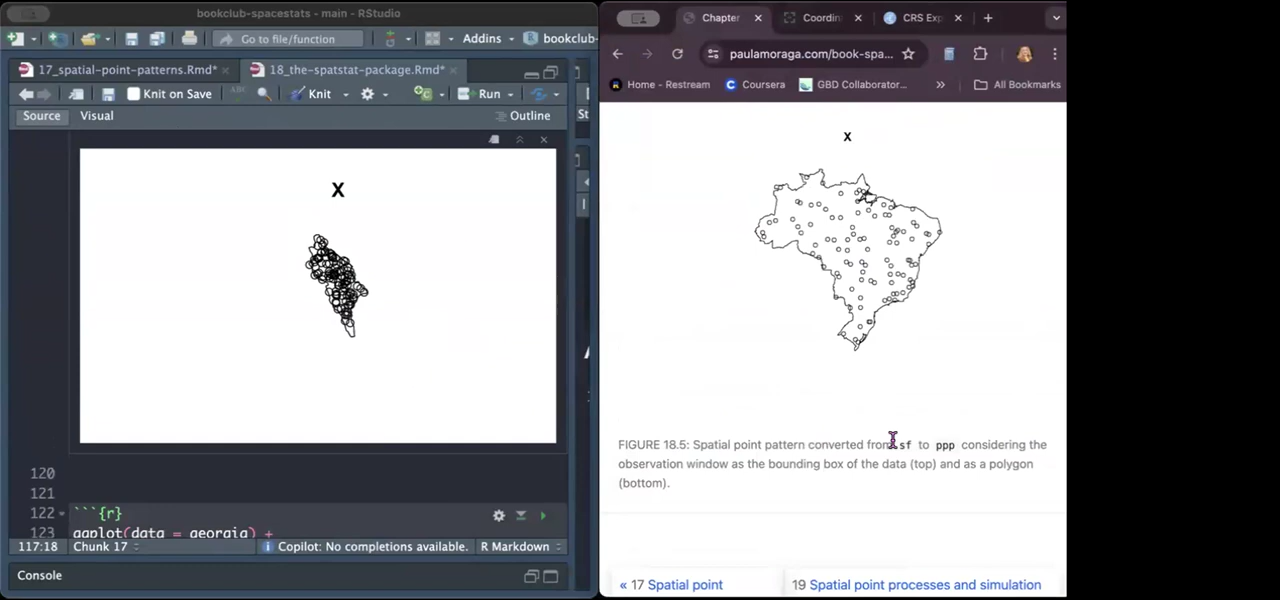 bookclub-spacestats - main - RStudio
Go to file/function
Addins
bookclub-
17_spatial-point-patterns.Rmd*
18_the-spatstat-package.Rmd*
Knit on Save
ABC
Knit
Run
Source
Visual
Outline
St
X
120
121
122
```{r}
123
ggplot(data = georgia) +
117:18
Chunk 17
Copilot: No completions available.
R Markdown
Console
Chapter
Coordin
CRS Exp
paulamoraga.com/book-spa...
Home - Restream
Coursera
GBD Collaborator...
»
All Bookmarks
X
FIGURE 18.5: Spatial point pattern converted from sf to ppp considering the
observation window as the bounding box of the data (top) and as a polygon
(bottom).
« 17 Spatial point
19 Spatial point processes and simulation